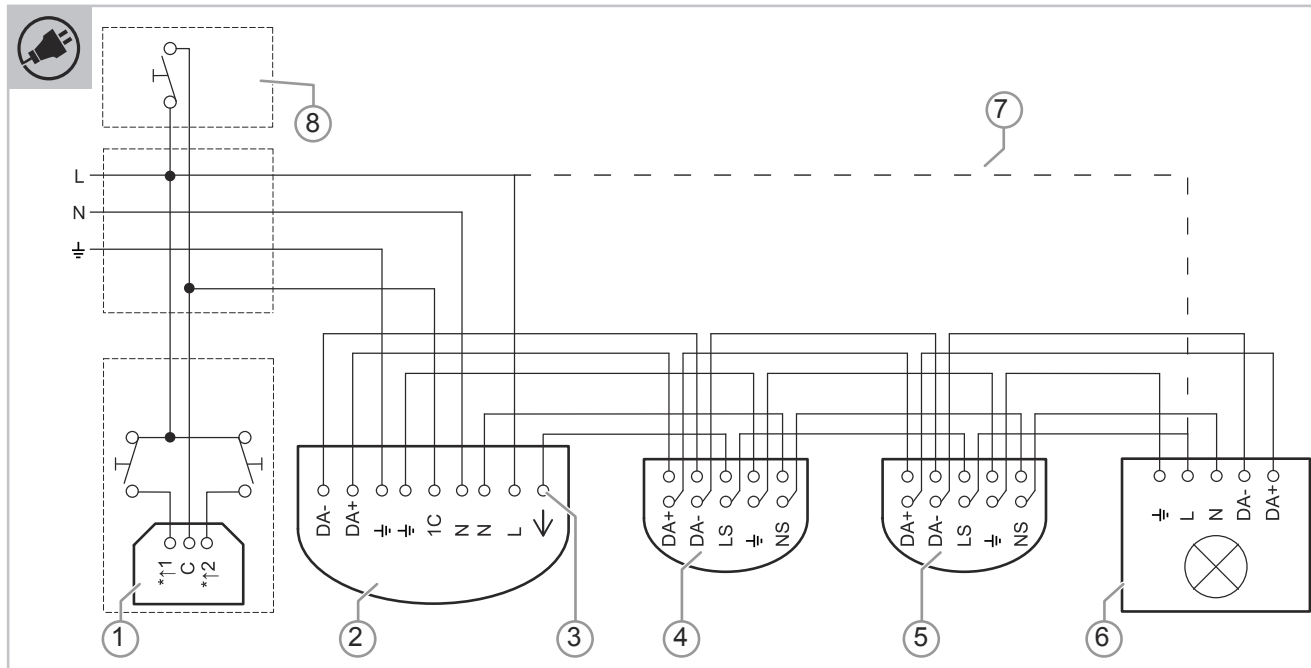 8
7
L
N
⏚
DA-
DA+
⏚
⏚
1C
N
N
L
↓
DA+
DA-
LS
⏚
NS
DA+
DA-
LS
⏚
NS
⏚
L
N
DA-
DA+
*↑1
C
*↑2
1
2
3
4
5
6